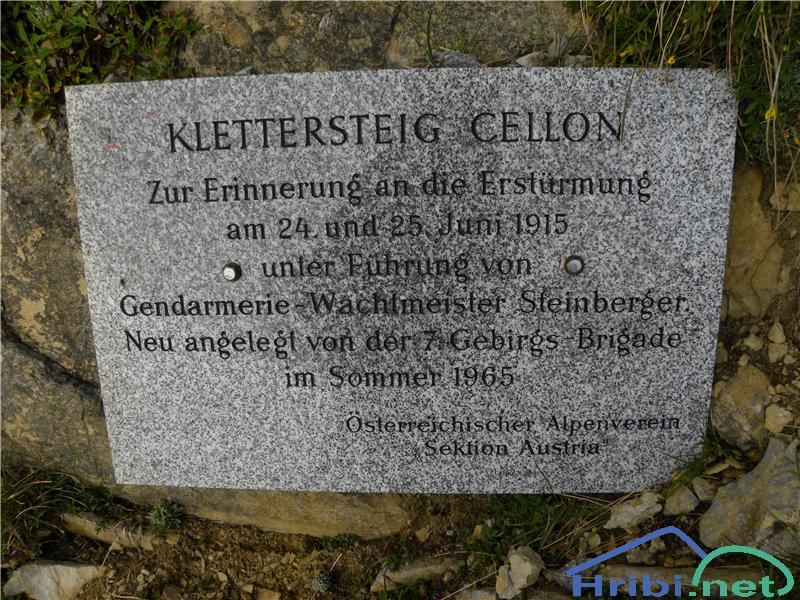 KLETTERSTEIG CELLON
Zur Erinnerung an die Erstürmung
am 24. und 25. Juni 1915
unter Führung von
Gendarmerie-Wachtmeister Steinberger.
Neu angelegt von der 7. Gebirgs-Brigade
im Sommer 1965
Österreichischer Alpenverein
„Sektion Austria"
Hribi.net